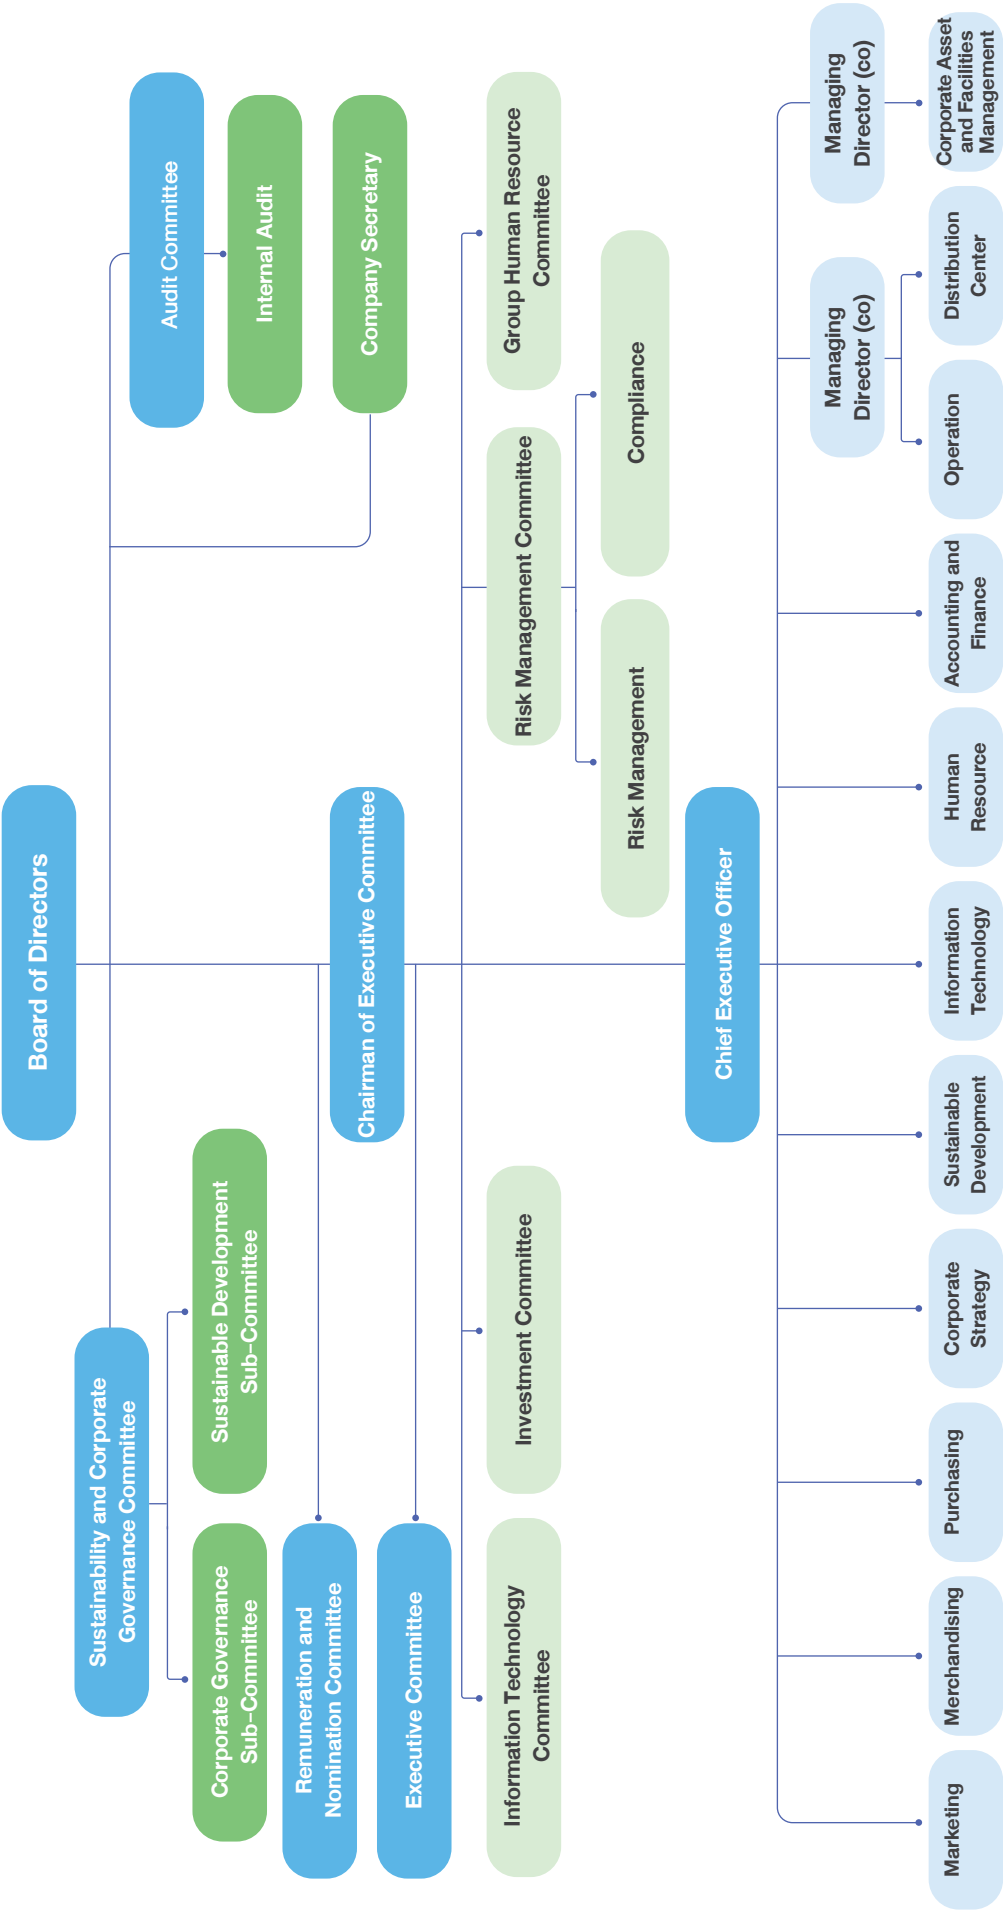 Board of Directors
Sustainability and Corporate
Governance Committee
Audit Committee
Corporate Governance
Sub-Committee
Sustainable Development
Sub-Committee
Internal Audit
Remuneration and
Nomination Committee
Chairman of Executive Committee
Company Secretary
Executive Committee
Information Technology
Committee
Investment Committee
Risk Management Committee
Group Human Resource
Committee
Risk Management
Compliance
Chief Executive Officer
Managing
Director (co)
Managing
Director (co)
Marketing
Merchandising
Purchasing
Corporate
Strategy
Sustainable
Development
Information
Technology
Human
Resource
Accounting and
Finance
Operation
Distribution
Center
Corporate Asset
and Facilities
Management